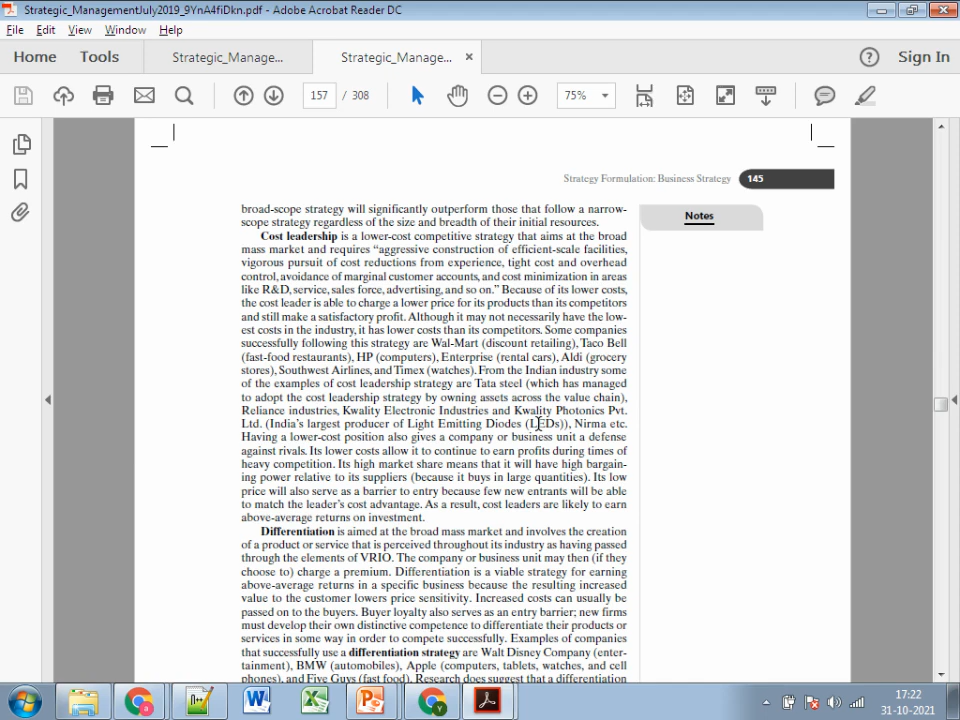 Strategic_ManagementJuly2019_9YnA4fiDkn.pdf - Adobe Acrobat Reader DC
File Edit View Window Help
Home Tools Strategic_Manage... Strategic_Manage... × ? Sign In
157 / 308 75%
Strategy Formulation: Business Strategy 145
Notes
broad-scope strategy will significantly outperform those that follow a narrow-
scope strategy regardless of the size and breadth of their initial resources.
Cost leadership is a lower-cost competitive strategy that aims at the broad
mass market and requires “aggressive construction of efficient-scale facilities,
vigorous pursuit of cost reductions from experience, tight cost and overhead
control, avoidance of marginal customer accounts, and cost minimization in areas
like R&D, service, sales force, advertising, and so on.” Because of its lower costs,
the cost leader is able to charge a lower price for its products than its competitors
and still make a satisfactory profit. Although it may not necessarily have the low-
est costs in the industry, it has lower costs than its competitors. Some companies
successfully following this strategy are Wal-Mart (discount retailing), Taco Bell
(fast-food restaurants), HP (computers), Enterprise (rental cars), Aldi (grocery
stores), Southwest Airlines, and Timex (watches). From the Indian industry some
of the examples of cost leadership strategy are Tata steel (which has managed
to adopt the cost leadership strategy by owning assets across the value chain),
Reliance industries, Kwality Electronic Industries and Kwality Photonics Pvt.
Ltd. (India’s largest producer of Light Emitting Diodes (LEDs)), Nirma etc.
Having a lower-cost position also gives a company or business unit a defense
against rivals. Its lower costs allow it to continue to earn profits during times of
heavy competition. Its high market share means that it will have high bargain-
ing power relative to its suppliers (because it buys in large quantities). Its low
price will also serve as a barrier to entry because few new entrants will be able
to match the leader’s cost advantage. As a result, cost leaders are likely to earn
above-average returns on investment.
Differentiation is aimed at the broad mass market and involves the creation
of a product or service that is perceived throughout its industry as having passed
through the elements of VRIO. The company or business unit may then (if they
choose to) charge a premium. Differentiation is a viable strategy for earning
above-average returns in a specific business because the resulting increased
value to the customer lowers price sensitivity. Increased costs can usually be
passed on to the buyers. Buyer loyalty also serves as an entry barrier; new firms
must develop their own distinctive competence to differentiate their products or
services in some way in order to compete successfully. Examples of companies
that successfully use a differentiation strategy are Walt Disney Company (enter-
tainment), BMW (automobiles), Apple (computers, tablets, watches, and cell
phones), and Five Guys (fast food). Research does suggest that a differentiation
17:22
31-10-2021